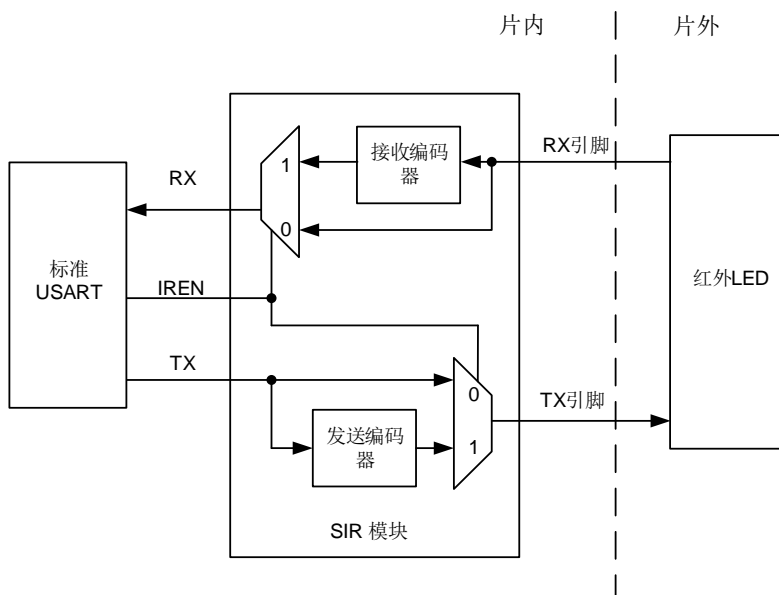 片内
片外
接收编码
器
RX引脚
RX
1
0
标准
USART
IREN
红外LED
TX
0
TX引脚
发送编码
器
1
SIR 模块